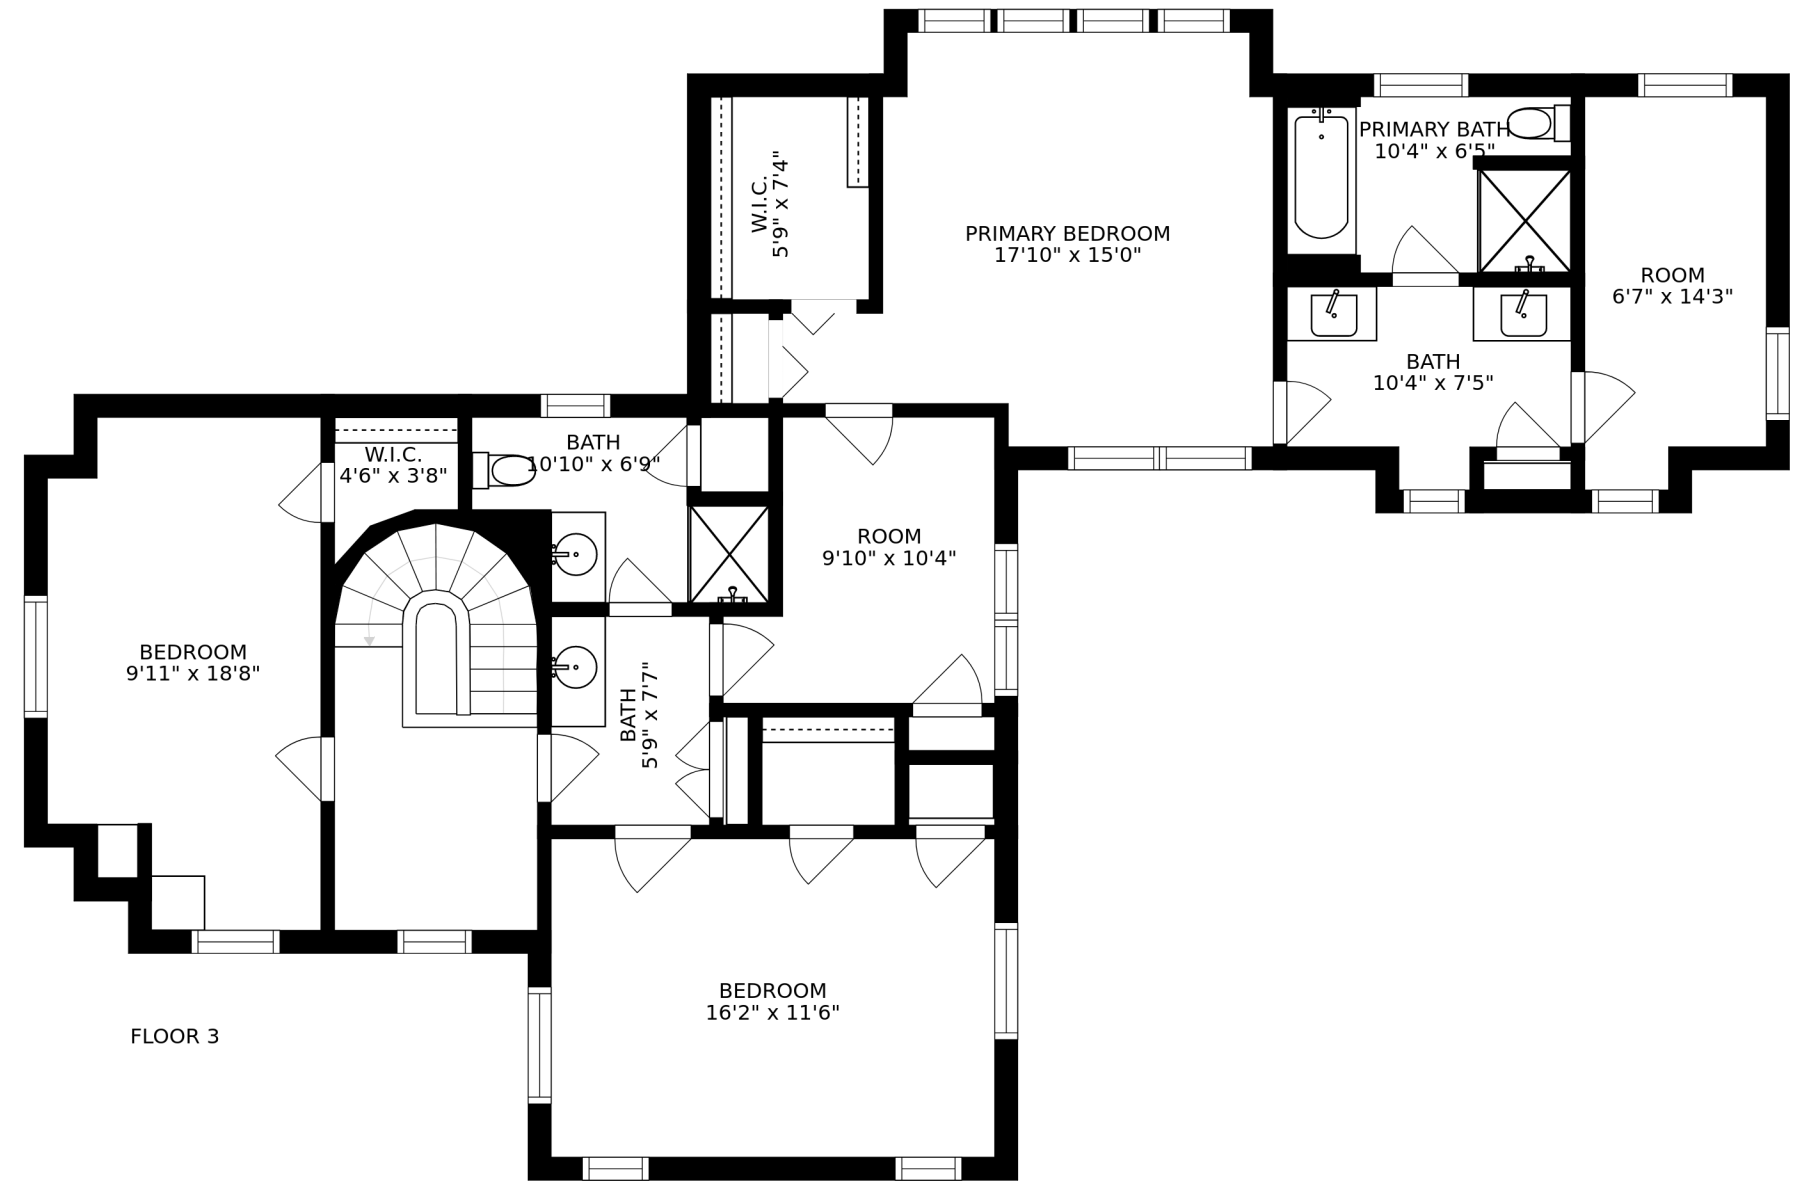 PRIMARY BATH
10'4" x 6'5"
W.I.C.
5'9" x 7'4"
PRIMARY BEDROOM
17'10" x 15'0"
ROOM
6'7" x 14'3"
BATH
10'4" x 7'5"
BATH
10'10" x 6'9"
W.I.C.
4'6" x 3'8"
ROOM
9'10" x 10'4"
BEDROOM
9'11" x 18'8"
BATH
5'9" x 7'7"
BEDROOM
16'2" x 11'6"
FLOOR 3